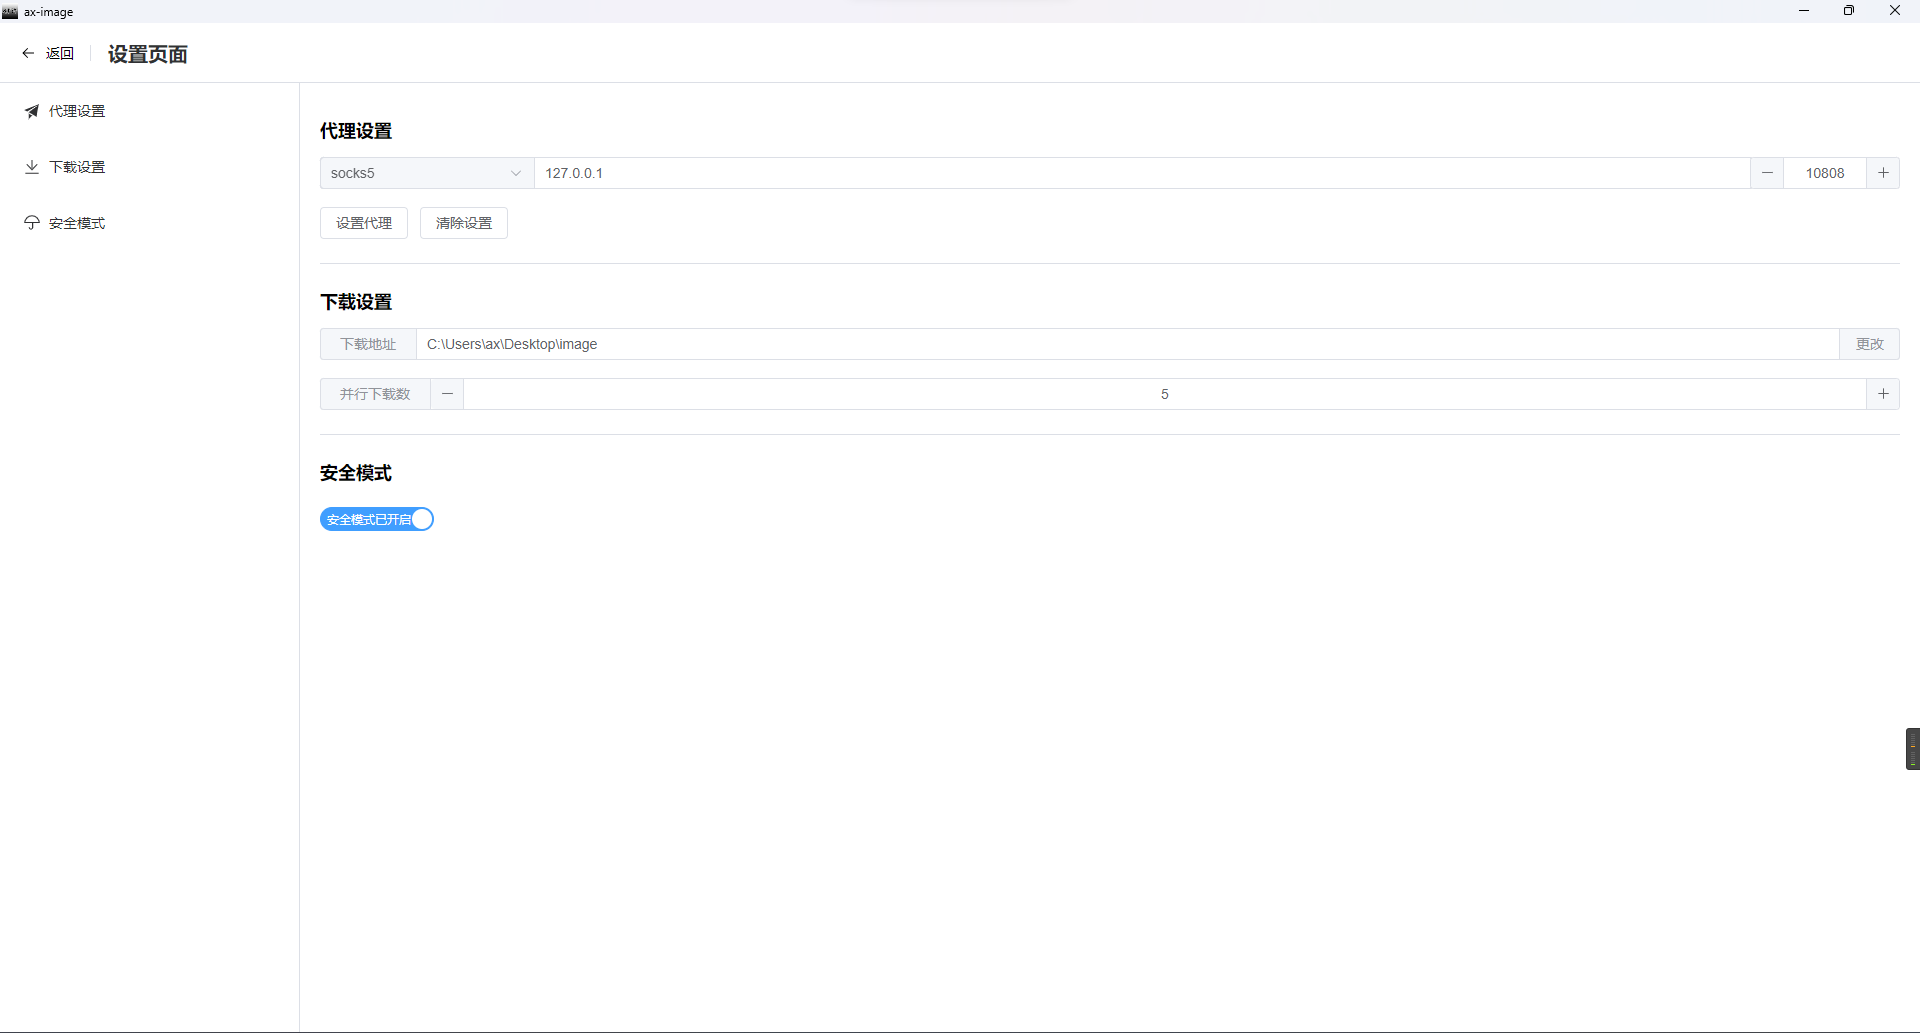 ax-image
返回
设置页面
代理设置
下载设置
安全模式
代理设置
socks5 127.0.0.1 10808
设置代理 清除设置
下载设置
下载地址 C:\Users\ax\Desktop\image 更改
并行下载数 5
安全模式
安全模式已开启